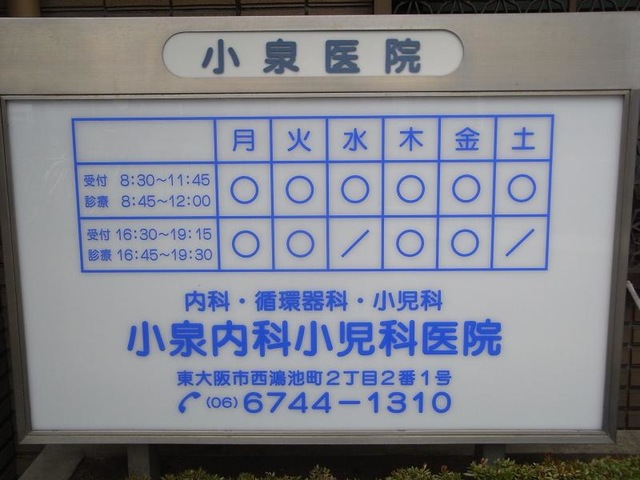 小泉医院
月 火 水 木 金 土
受付 8:30〜11:45 ○ ○ ○ ○ ○ ○
診療 8:45〜12:00
受付 16:30〜19:15 ○ ○ ／ ○ ○ ／
診療 16:45〜19:30
内科・循環器科・小児科
小泉内科小児科医院
東大阪市西鴻池町2丁目2番1号
(06)6744-1310